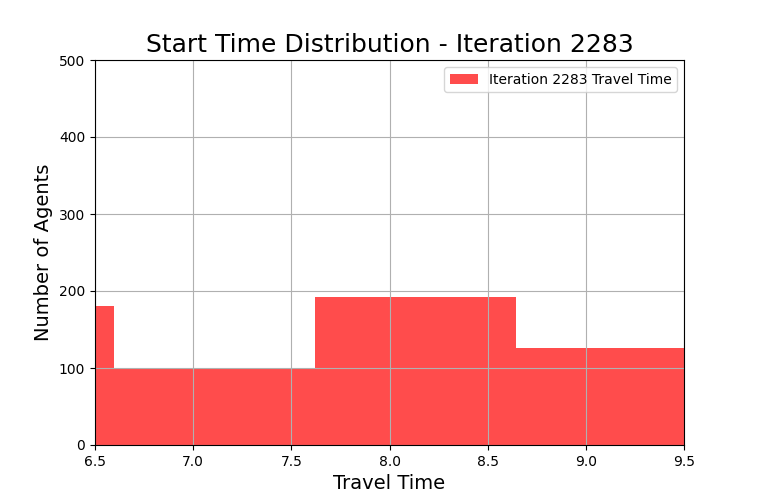 Start Time Distribution - Iteration 2283
Iteration 2283 Travel Time
Number of Agents
500
400
300
200
100
0
6.5 7.0 7.5 8.0 8.5 9.0 9.5
Travel Time